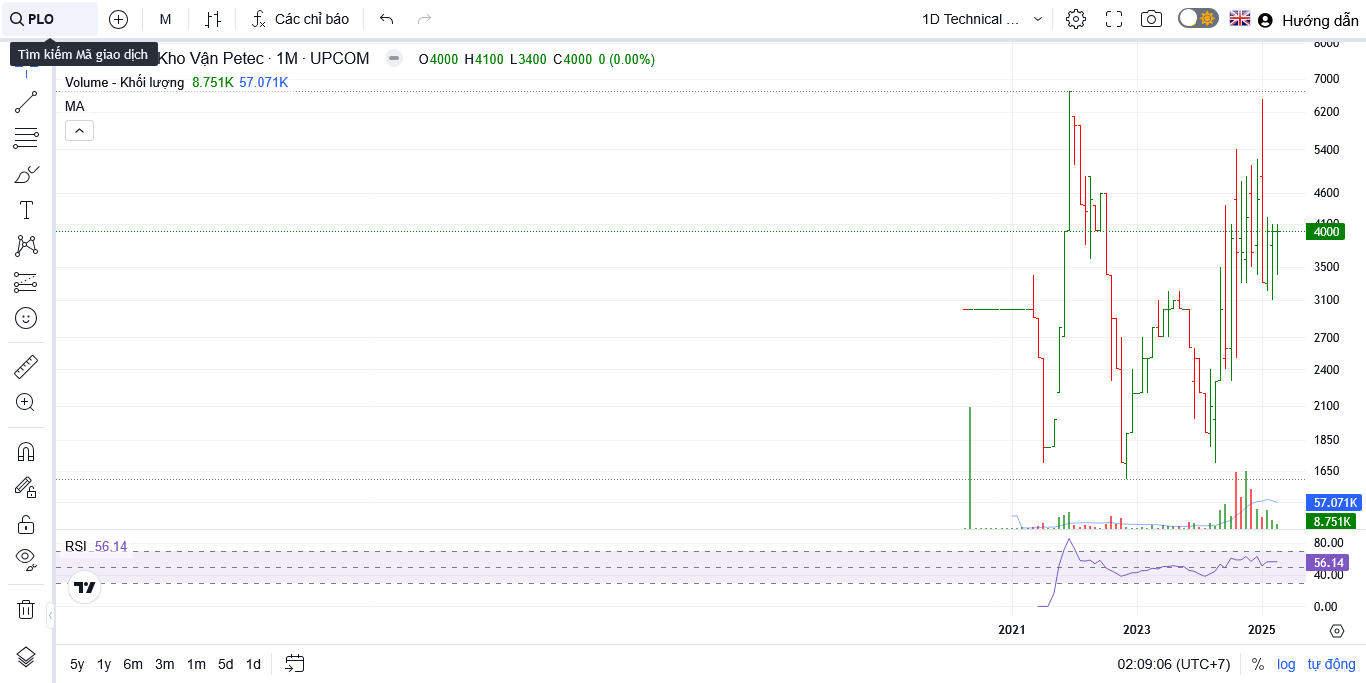 PLO
M
Các chỉ báo
1D Technical ...
Hướng dẫn
Tìm kiếm Mã giao dịch
Kho Vận Petec · 1M · UPCOM
O4000 H4100 L3400 C4000 0 (0.00%)
Volume - Khối lượng 8.751K 57.071K
MA
8000
7000
6200
5400
4600
4100
4000
3500
3100
2700
2400
2100
1850
1650
57.071K
8.751K
RSI 56.14
80.00
56.14
40.00
0.00
2021 2023 2025
5y 1y 6m 3m 1m 5d 1d
02:09:06 (UTC+7) % log tự động